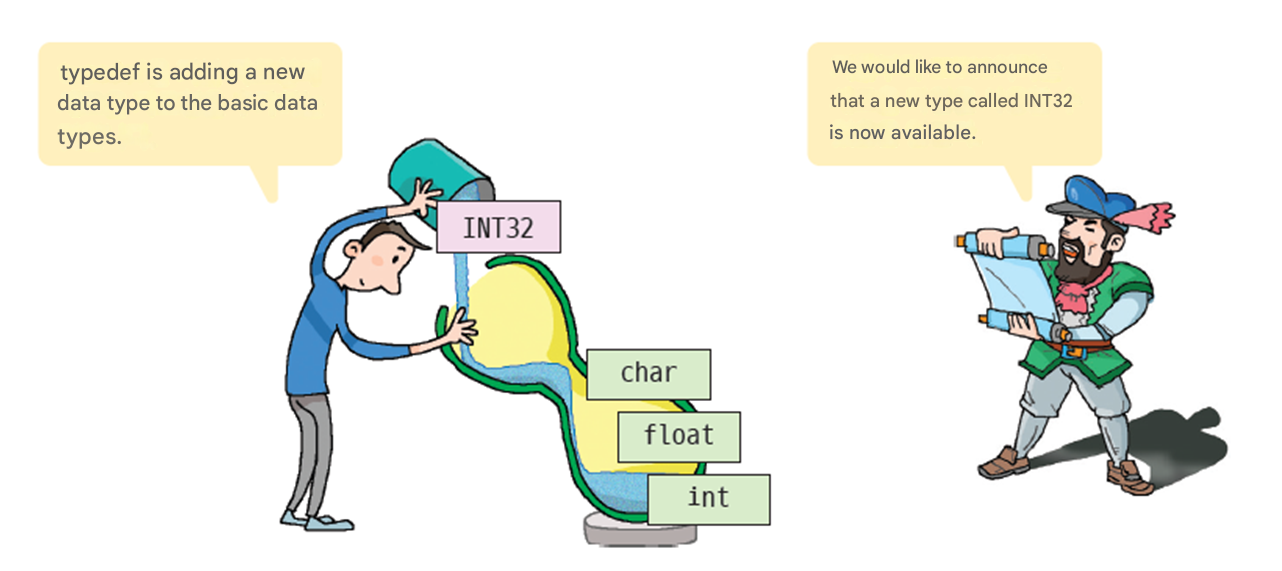 typedef is adding a new
data type to the basic data
types.
We would like to announce
that a new type called INT32
is now available.
INT32
char
float
int